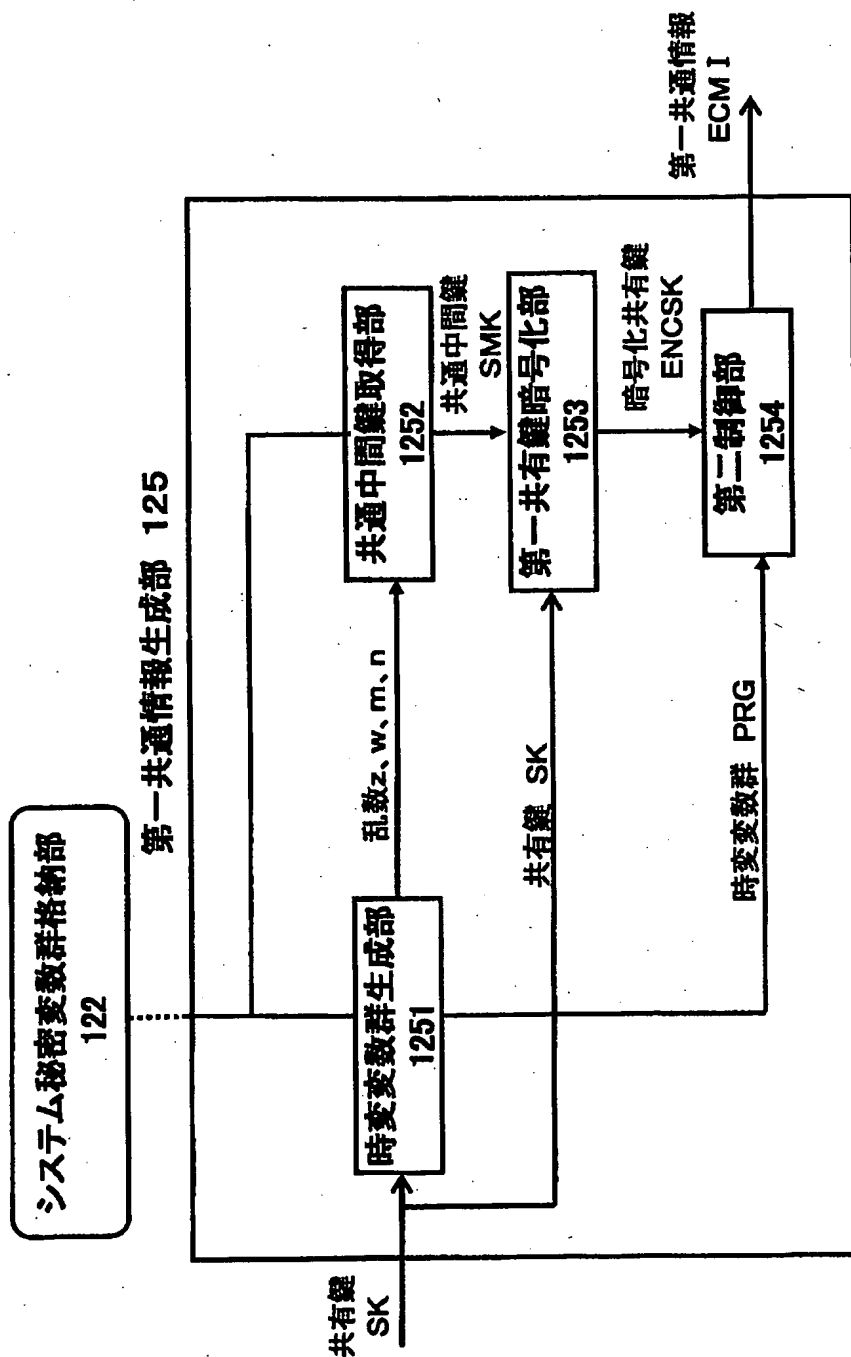 システム秘密変数群格納部
122
第一共通情報生成部 125
共有鍵
SK
時変変数群生成部
1251
乱数z、w、m、n
共通中間鍵取得部
1252
共通中間鍵
SMK
共有鍵 SK
第一共有鍵暗号化部
1253
暗号化共有鍵
ENCSK
時変変数群 PRG
第二制御部
1254
第一共通情報
ECM I